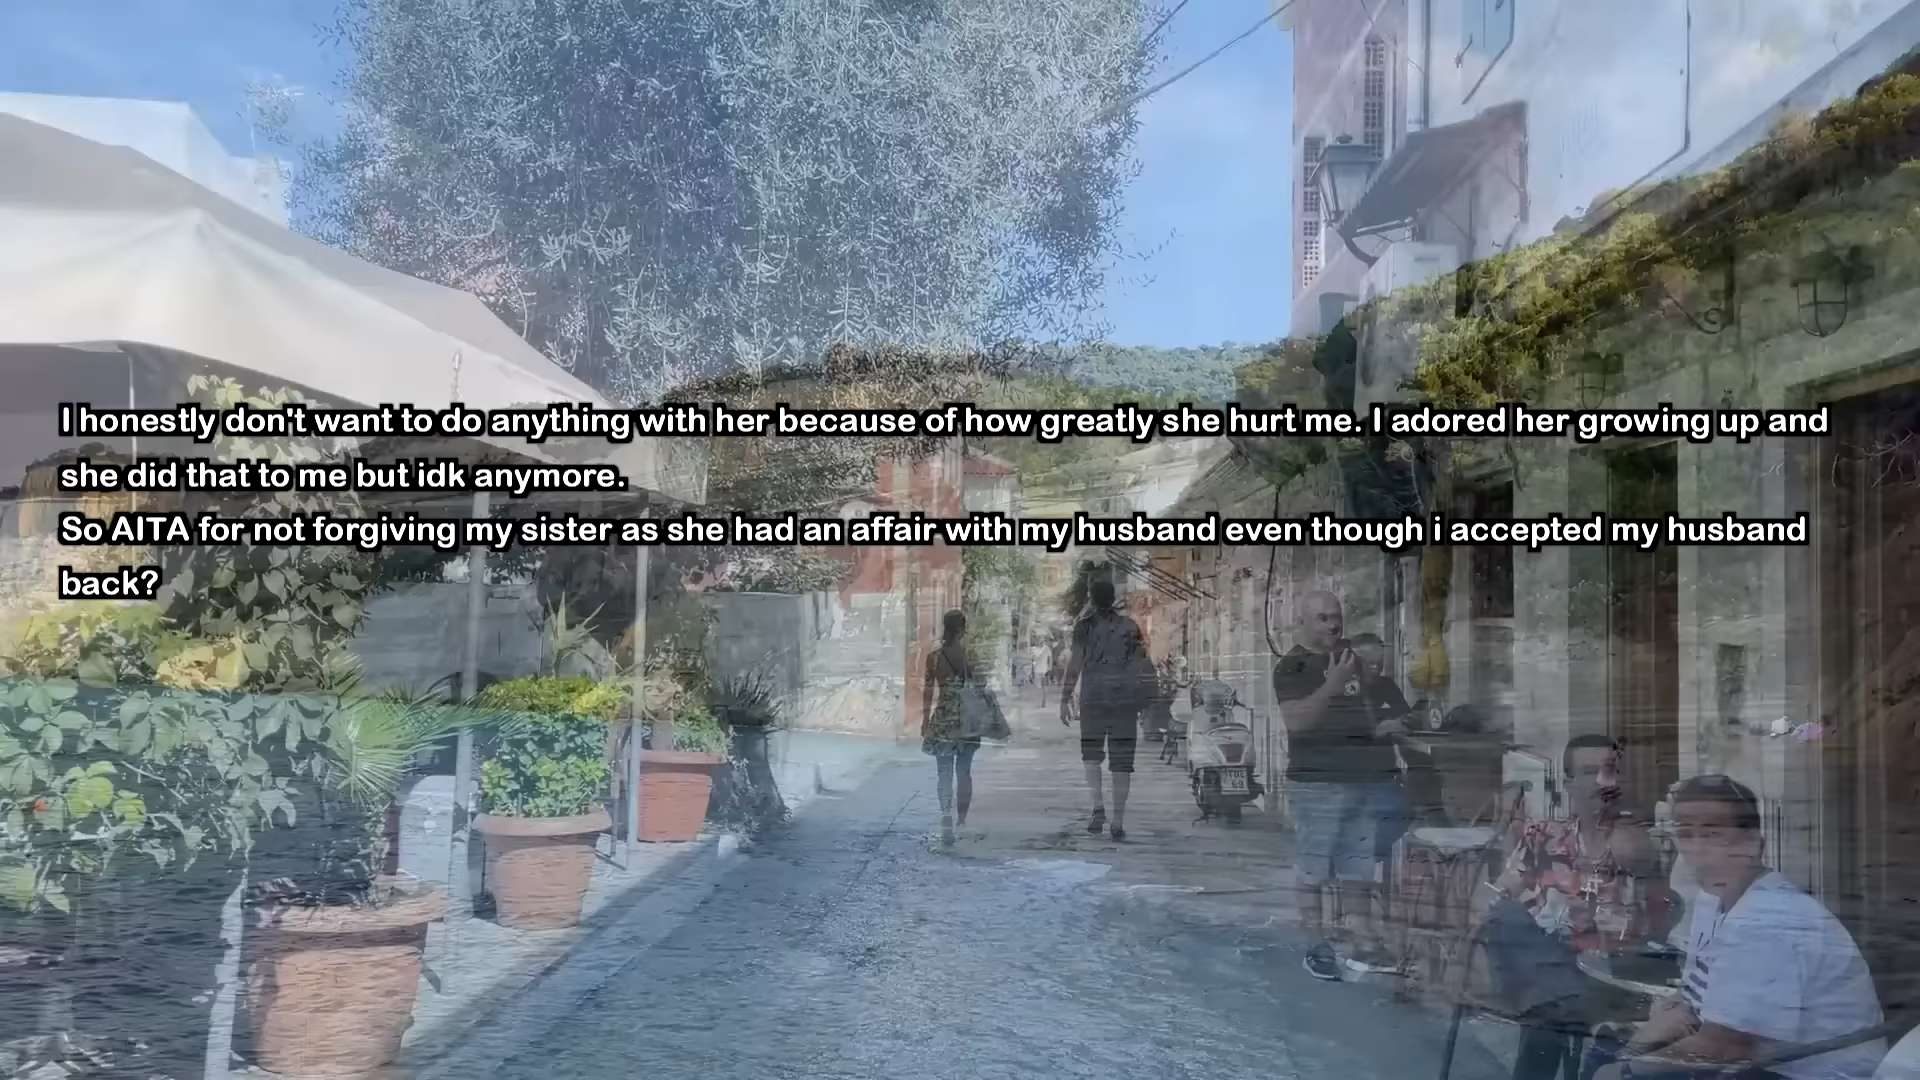 I honestly don't want to do anything with her because of how greatly she hurt me. I adored her growing up and
she did that to me but idk anymore.
So AITA for not forgiving my sister as she had an affair with my husband even though i accepted my husband
back?